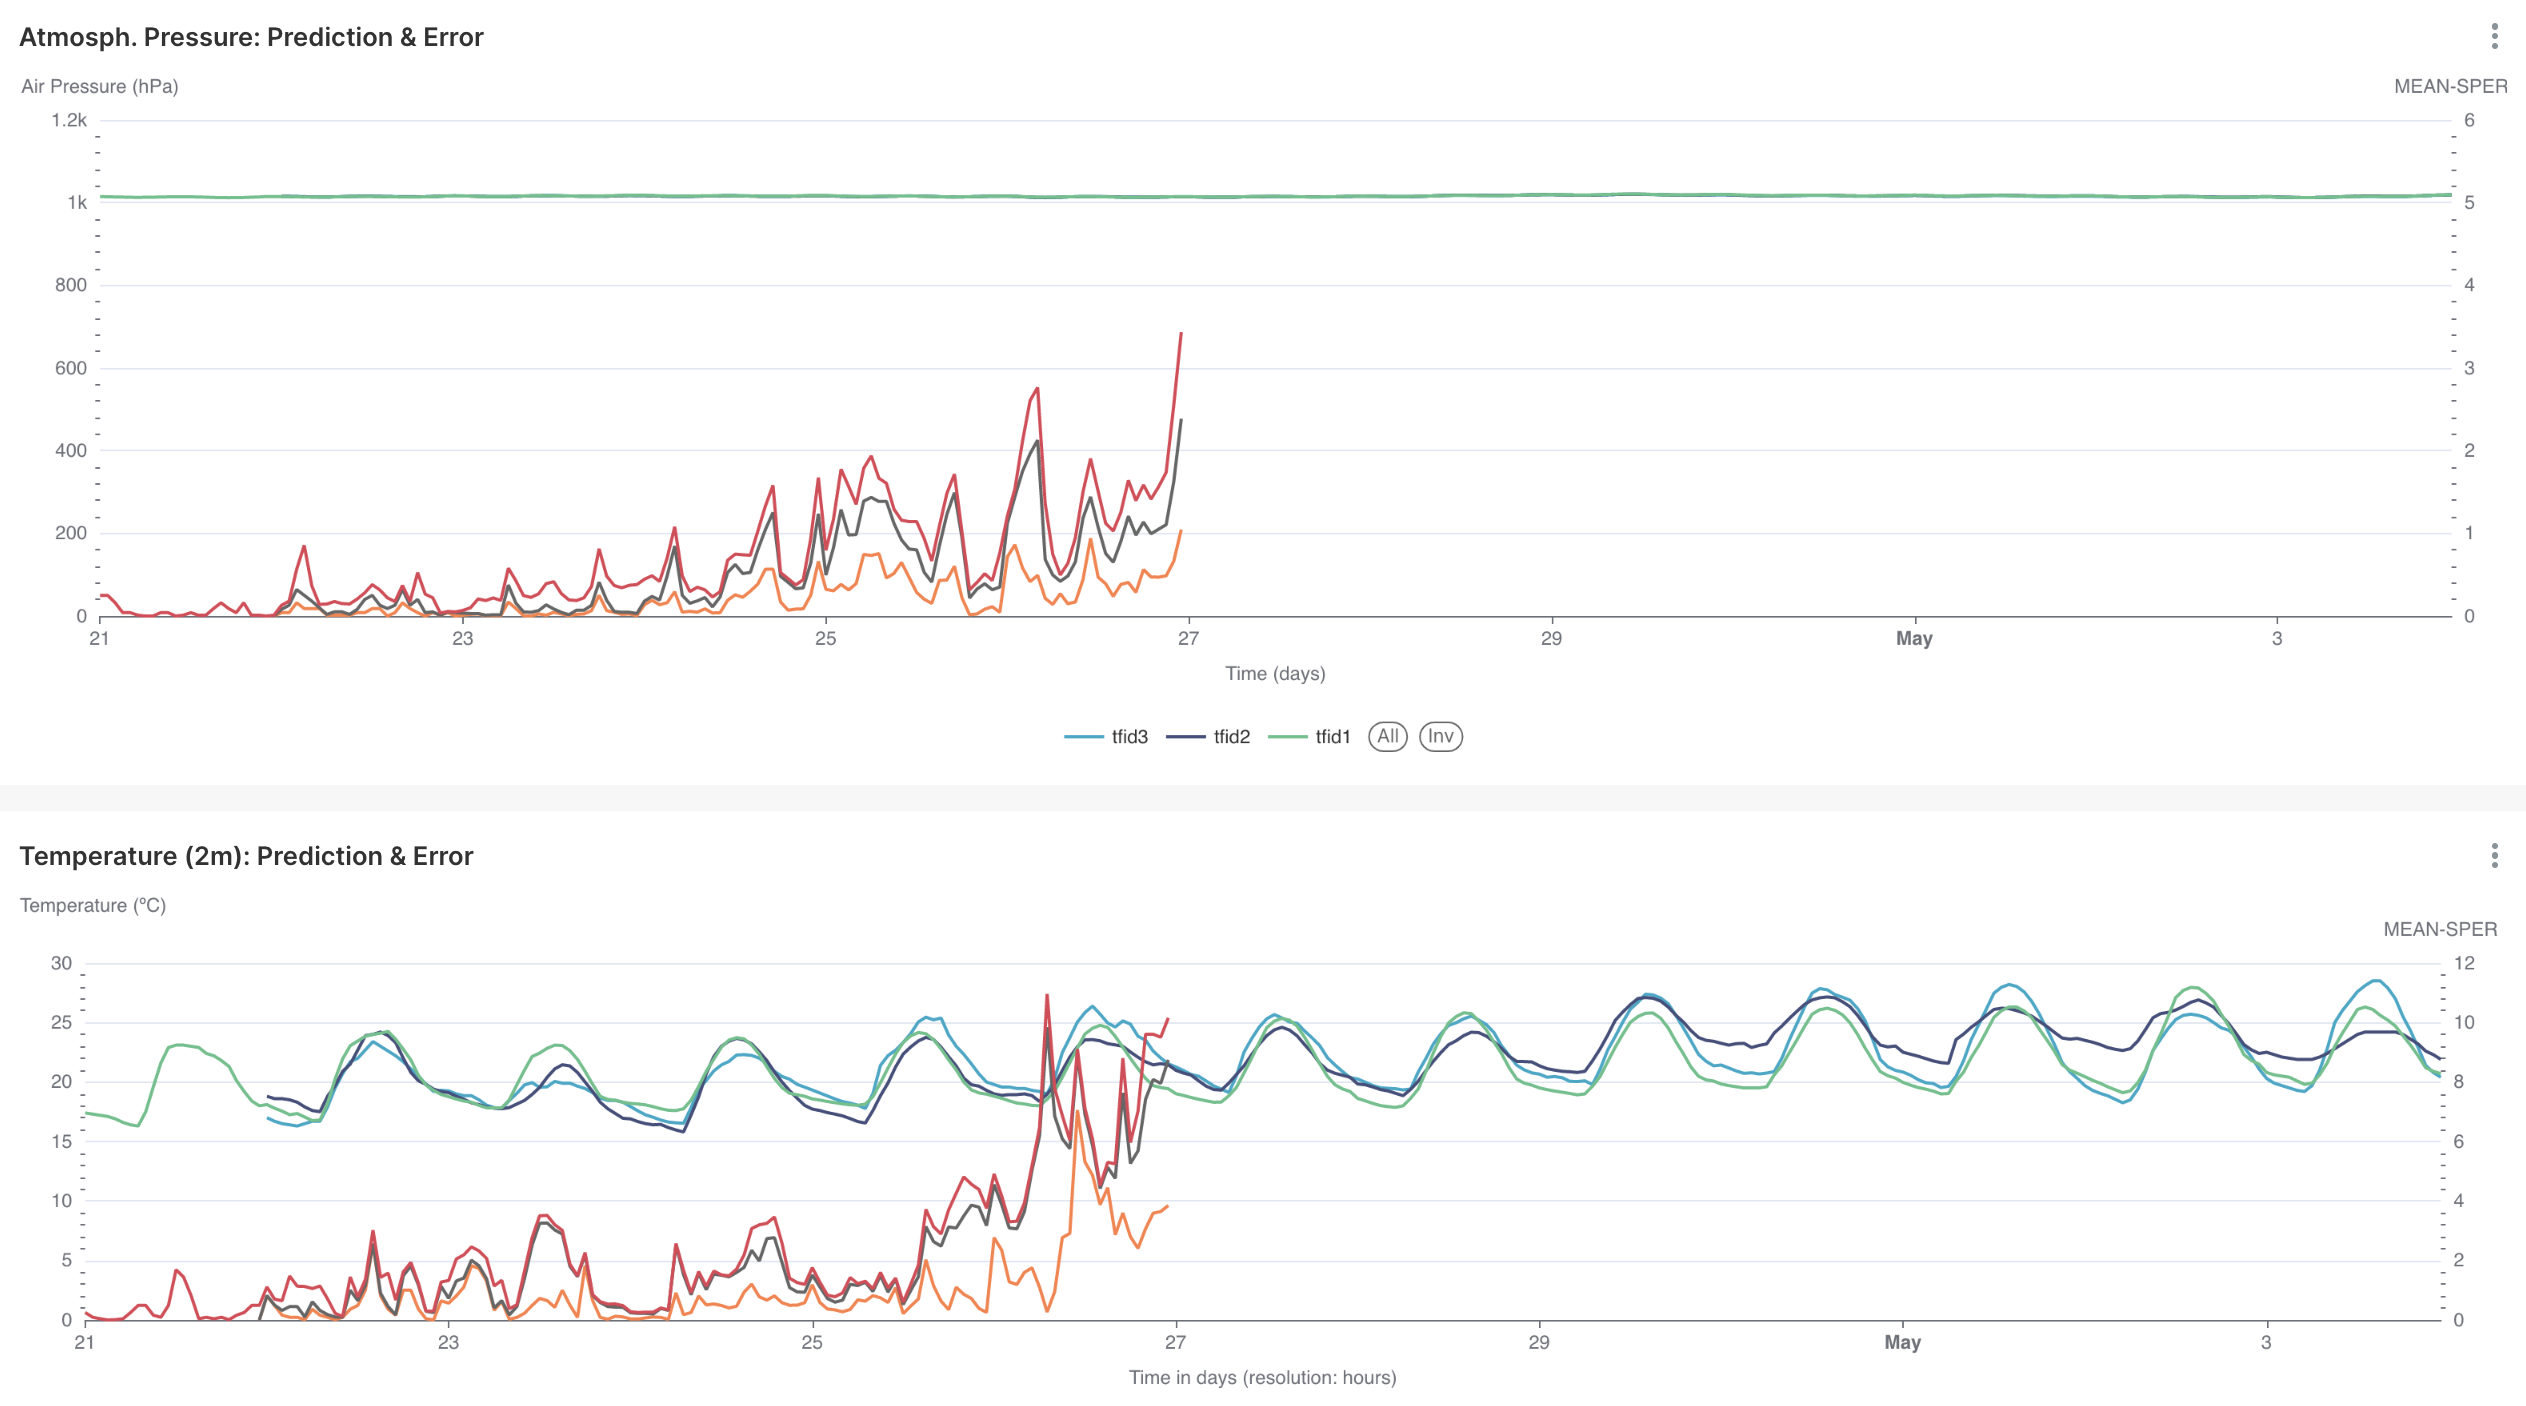 Atmosph. Pressure: Prediction & Error
Air Pressure (hPa)
MEAN-SPER
1.2k
6
1k
5
800
4
600
3
400
2
200
1
0
0
21
23
25
27
29
May
3
Time (days)
tfid3
tfid2
tfid1
All
Inv
Temperature (2m): Prediction & Error
Temperature (ºC)
MEAN-SPER
30
12
25
10
20
8
15
6
10
4
5
2
0
0
21
23
25
27
29
May
3
Time in days (resolution: hours)